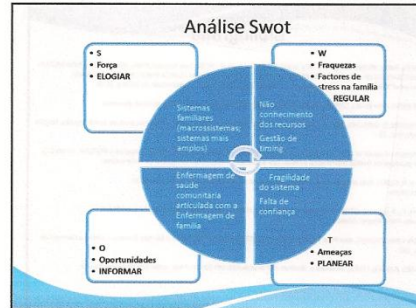 Análise Swot
• S
• Força
• ELOGIAR
• W
• Fraquezas
• Factores de
stress na família
REGULAR
Sistemas
familiares
(macrossistemas;
sistemas mais
amplos)
Não
conhecimento
dos recursos
Gestão de
timing
Enfermagem de
saúde
comunitária
articulada com a
Enfermagem de
família
Fragilidade
do sistema
Falta de
confiança
• O
• Oportunidades
• INFORMAR
T
• Ameaças
• PLANEAR